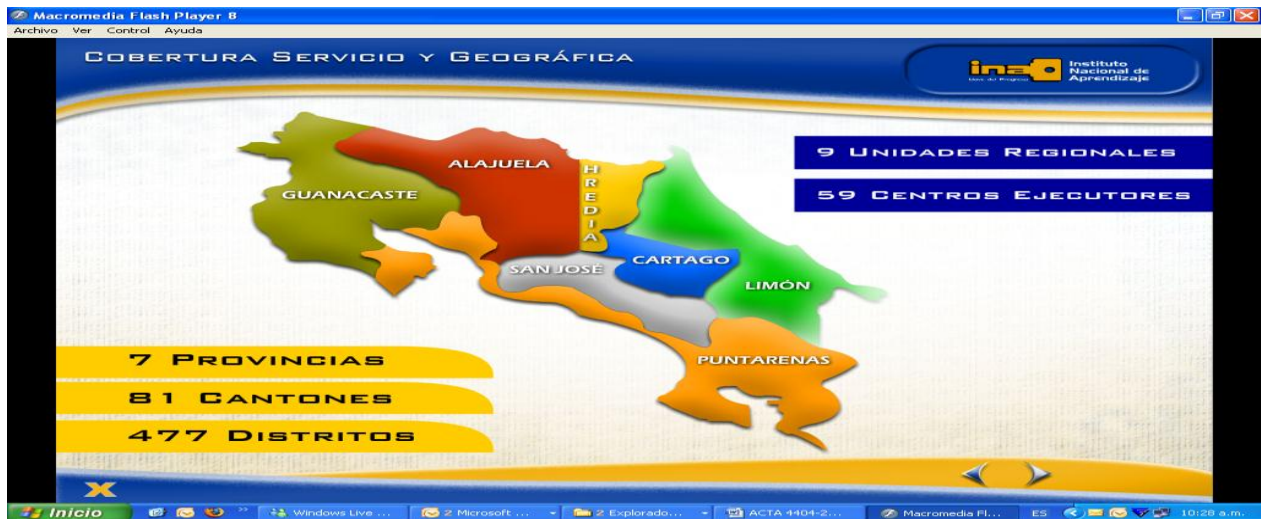 Macromedia Flash Player 8
Archivo Ver Control Ayuda
COBERTURA SERVICIO Y GEOGRÁFICA
ina
Instituto
Nacional de
Aprendizaje
9 UNIDADES REGIONALES
59 CENTROS EJECUTORES
ALAJUELA
HREDIA
GUANACASTE
SAN JOSÉ
CARTAGO
LIMÓN
PUNTARENAS
7 PROVINCIAS
81 CANTONES
477 DISTRITOS
X
Inicio
Windows Live ...
2 Microsoft ...
2 Explorado...
ACTA 4404-2...
Macromedia Fl...
ES
10:28 a.m.